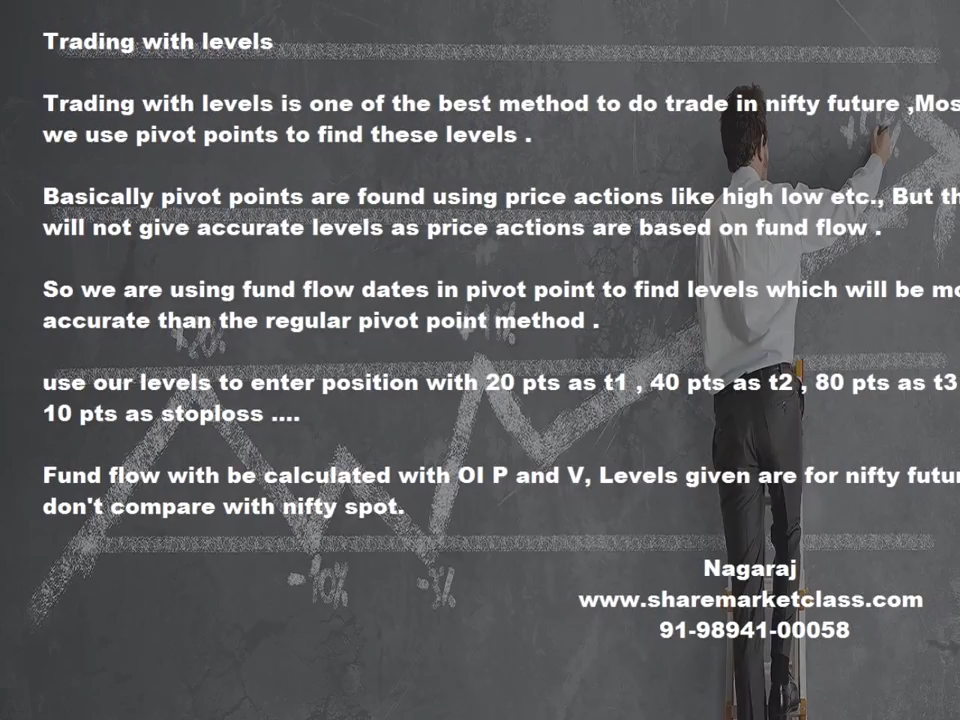 Trading with levels
Trading with levels is one of the best method to do trade in nifty future ,Mos
we use pivot points to find these levels .
Basically pivot points are found using price actions like high low etc., But th
will not give accurate levels as price actions are based on fund flow .
So we are using fund flow dates in pivot point to find levels which will be mo
accurate than the regular pivot point method .
use our levels to enter position with 20 pts as t1 , 40 pts as t2 , 80 pts as t3
10 pts as stoploss ....
Fund flow with be calculated with OI P and V, Levels given are for nifty futur
don't compare with nifty spot.
-10%
Nagaraj
www.sharemarketclass.com
91-98941-00058